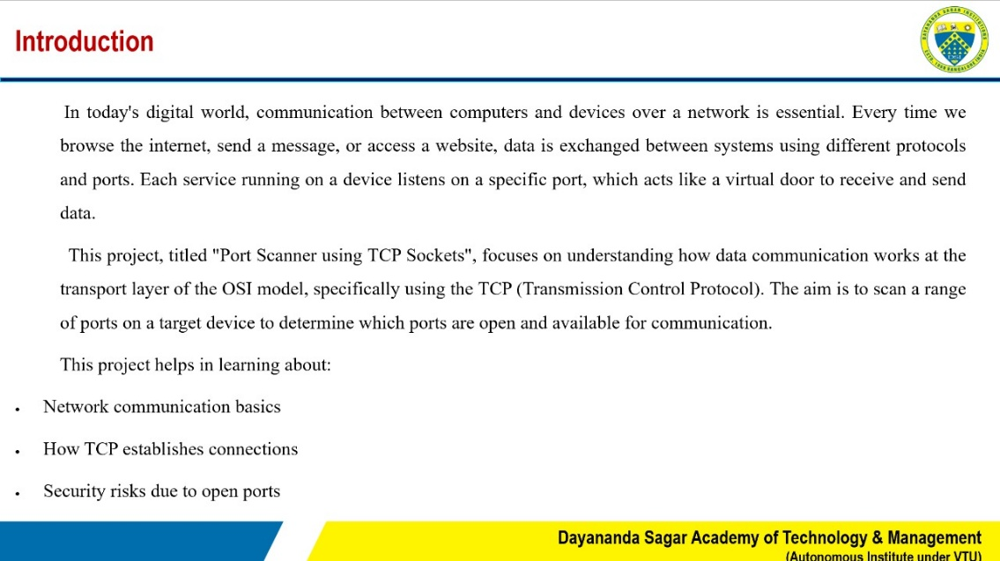 Introduction
DAYANANDA SAGAR INSTITUTIONS
In today's digital world, communication between computers and devices over a network is essential. Every time we
browse the internet, send a message, or access a website, data is exchanged between systems using different protocols
and ports. Each service running on a device listens on a specific port, which acts like a virtual door to receive and send
data.
This project, titled "Port Scanner using TCP Sockets", focuses on understanding how data communication works at the
transport layer of the OSI model, specifically using the TCP (Transmission Control Protocol). The aim is to scan a range
of ports on a target device to determine which ports are open and available for communication.
This project helps in learning about:
• Network communication basics
• How TCP establishes connections
• Security risks due to open ports
Dayananda Sagar Academy of Technology & Management
(Autonomous Institute under VTU)